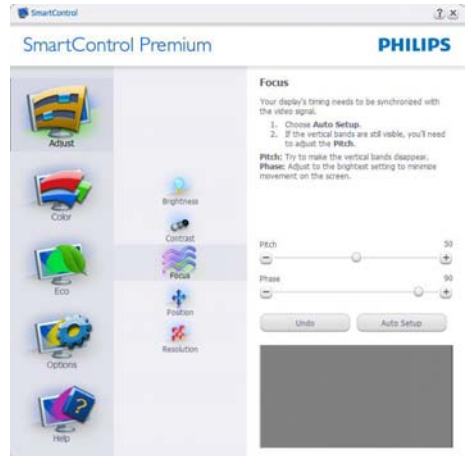 SmartControl
? X
SmartControl Premium
PHILIPS
Adjust
Color
Eco
Options
Help
Brightness
Contrast
Focus
Position
Resolution
Focus
Your display's timing needs to be synchronized with
the video signal.
1. Choose Auto Setup.
2. If the vertical bands are still visible, you'll need
to adjust the Pitch.
Pitch: Try to make the vertical bands disappear.
Phase: Adjust to the brightest setting to minimize
movement on the screen.
Pitch 50
Phase 90
Undo Auto Setup